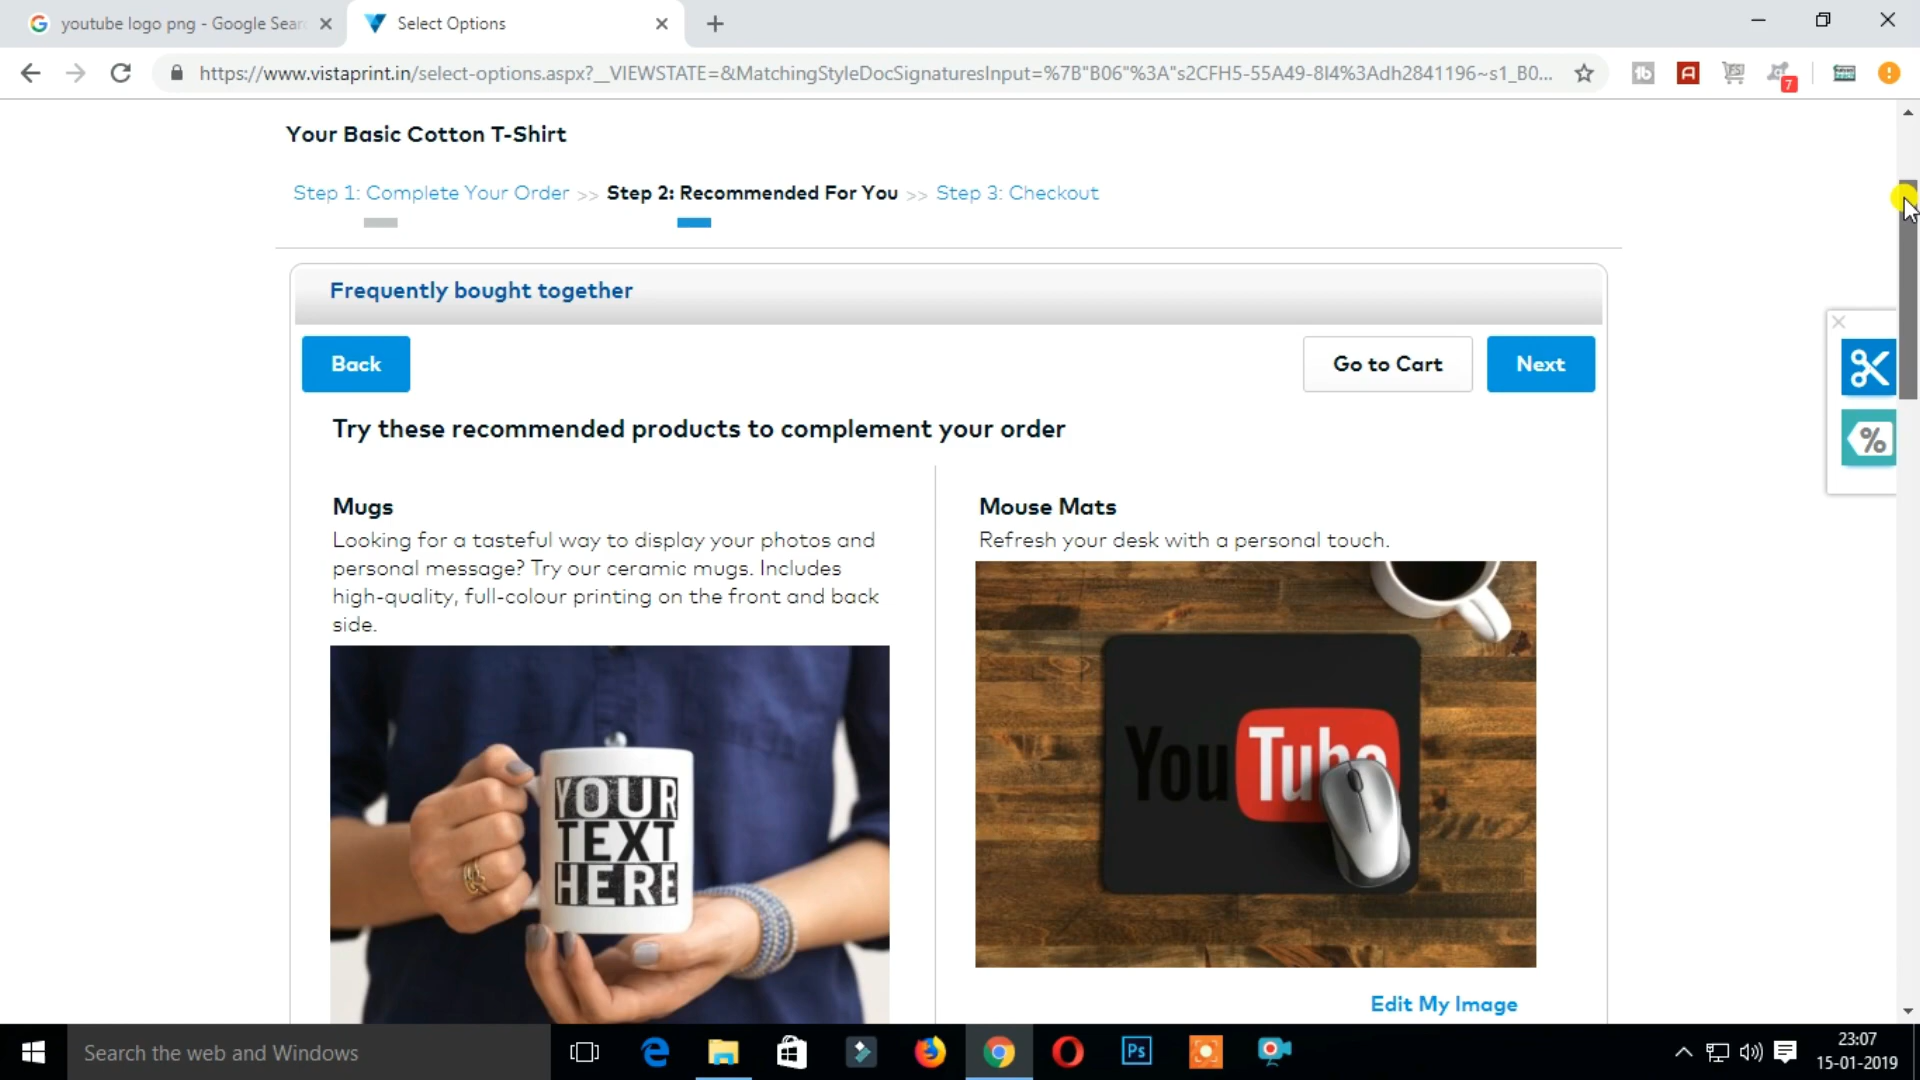 youtube logo png - Google Sear
Select Options
https://www.vistaprint.in/select-options.aspx?__VIEWSTATE=&MatchingStyleDocSignaturesInput=%7B"B06"%3A"s2CFH5-55A49-8I4%3Adh2841196~s1_B0...
7
Your Basic Cotton T-Shirt
Step 1: Complete Your Order >> Step 2: Recommended For You >> Step 3: Checkout
Frequently bought together
Back
Go to Cart
Next
%
Try these recommended products to complement your order
Mugs
Looking for a tasteful way to display your photos and
personal message? Try our ceramic mugs. Includes
high-quality, full-colour printing on the front and back
side.
YOUR
TEXT
HERE
Mouse Mats
Refresh your desk with a personal touch.
YouTube
Edit My Image
Search the web and Windows
Ps
23:07
15-01-2019